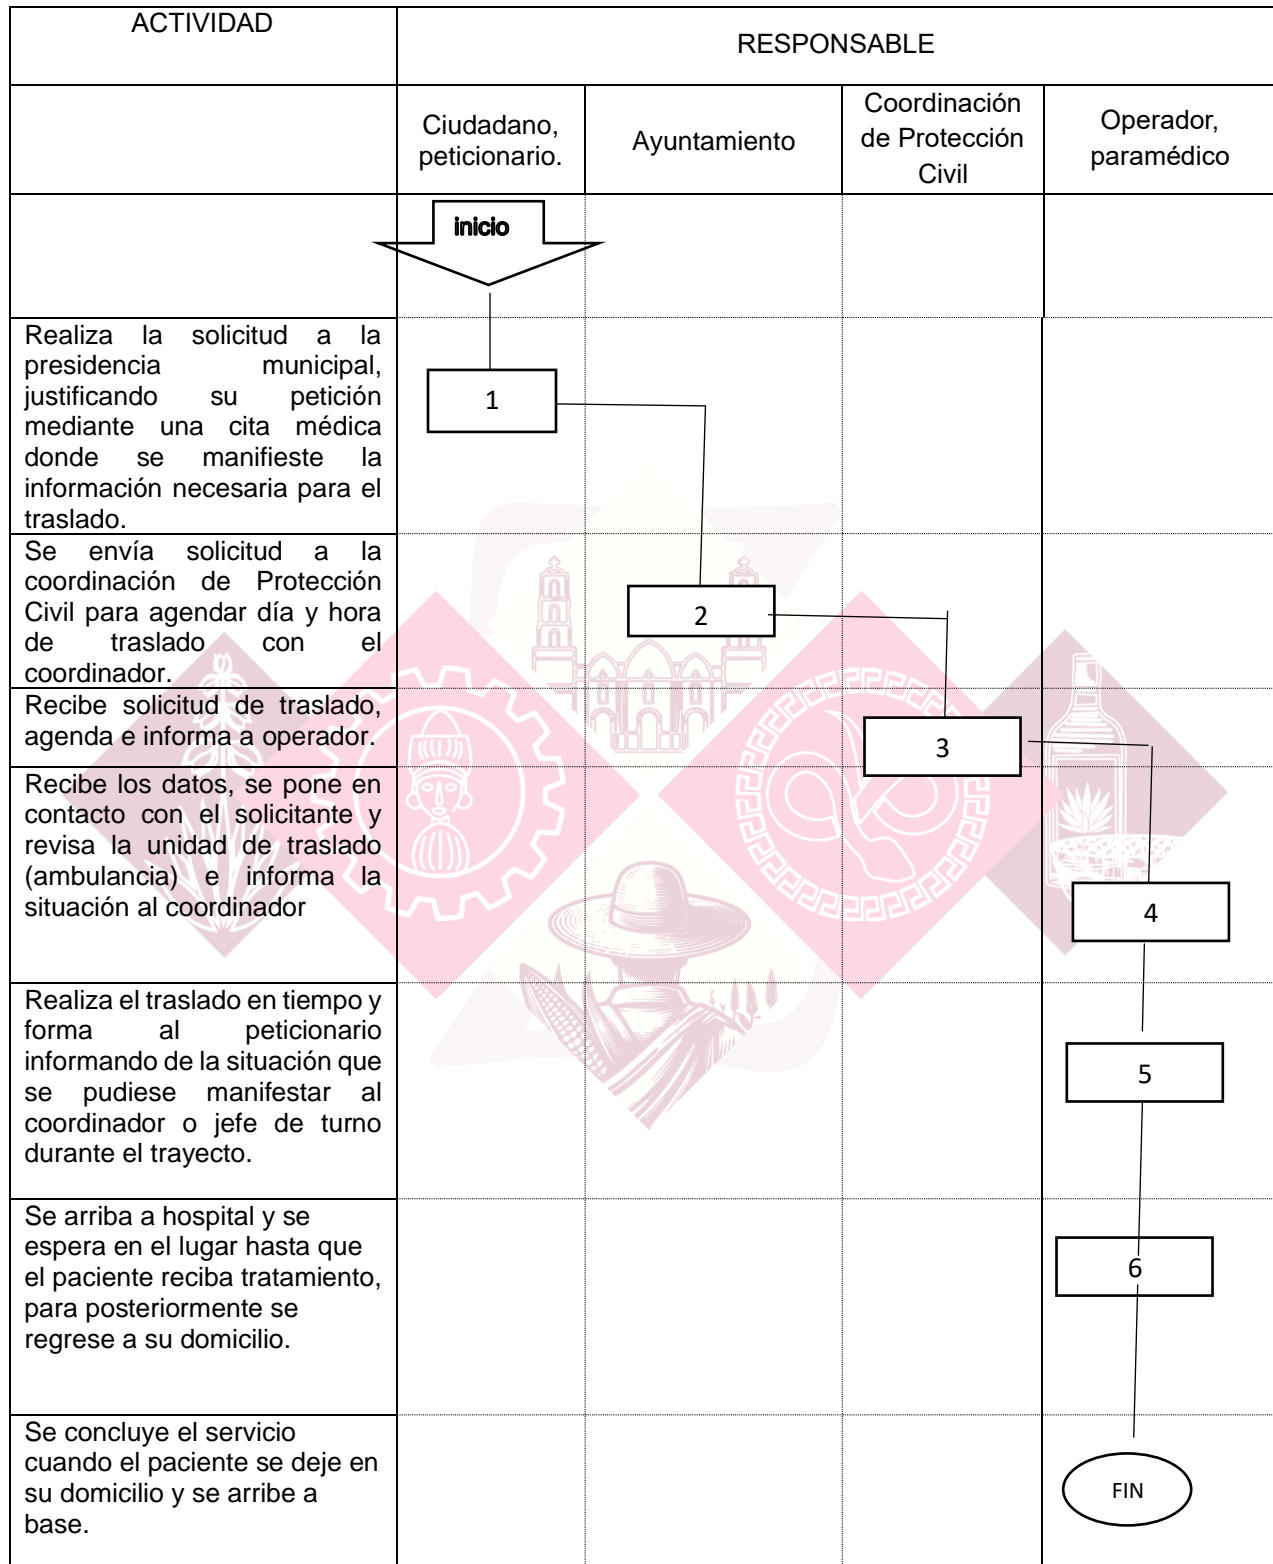 ACTIVIDAD
RESPONSABLE
Ciudadano,
peticionario.
Ayuntamiento
Coordinación
de Protección
Civil
Operador,
paramédico
inicio
Realiza la solicitud a la
presidencia municipal,
justificando su petición
mediante una cita médica
donde se manifieste la
información necesaria para el
traslado.
1
Se envía solicitud a la
coordinación de Protección
Civil para agendar día y hora
de traslado con el
coordinador.
2
Recibe solicitud de traslado,
agenda e informa a operador.
3
Recibe los datos, se pone en
contacto con el solicitante y
revisa la unidad de traslado
(ambulancia) e informa la
situación al coordinador
4
Realiza el traslado en tiempo y
forma al peticionario
informando de la situación que
se pudiese manifestar al
coordinador o jefe de turno
durante el trayecto.
5
Se arriba a hospital y se
espera en el lugar hasta que
el paciente reciba tratamiento,
para posteriormente se
regrese a su domicilio.
6
Se concluye el servicio
cuando el paciente se deje en
su domicilio y se arribe a
base.
FIN